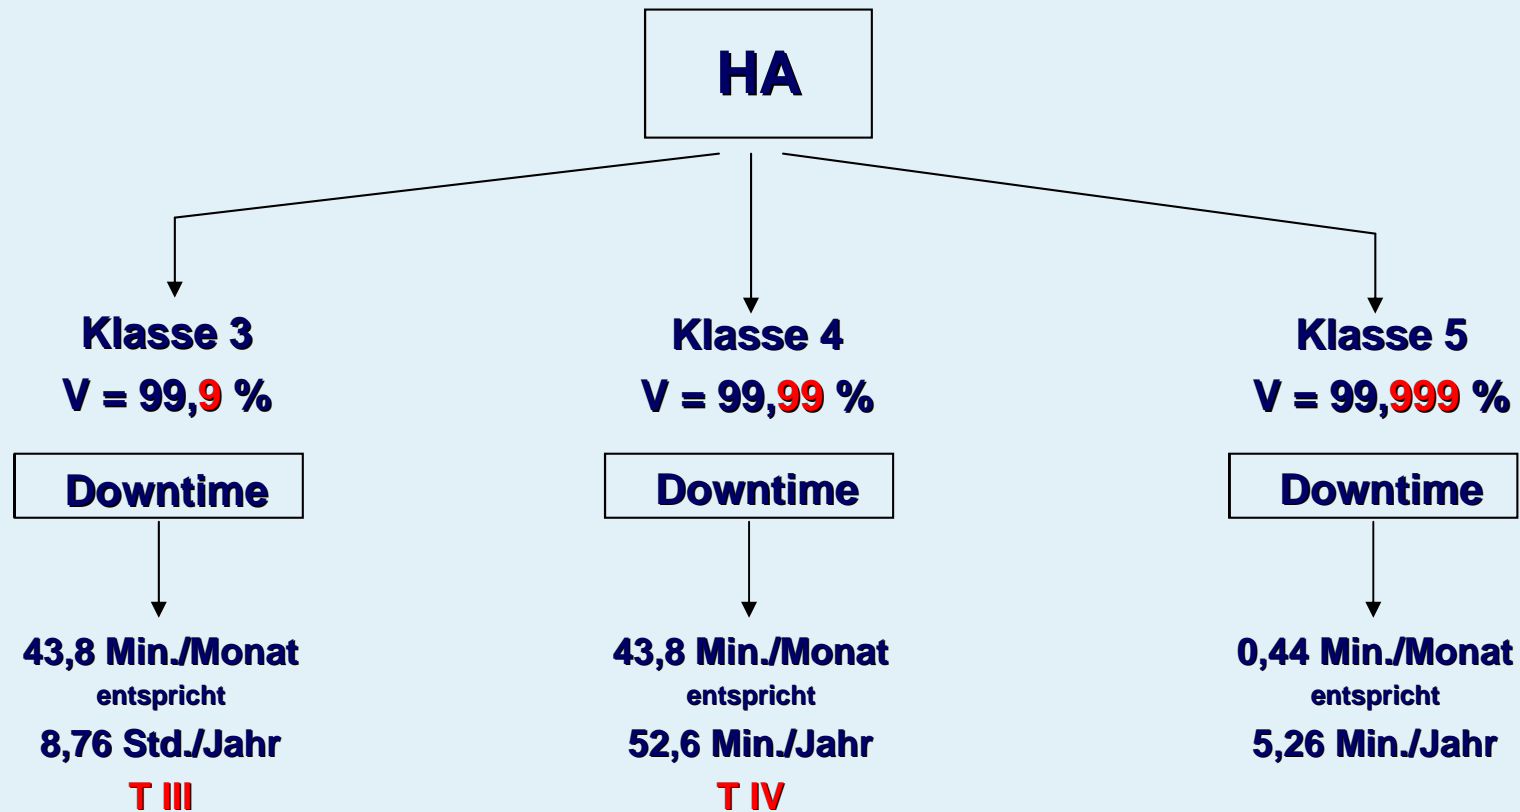 HA
Klasse 3
V = 99,9 %
Downtime
43,8 Min./Monat
entspricht
8,76 Std./Jahr
T III
Klasse 4
V = 99,99 %
Downtime
43,8 Min./Monat
entspricht
52,6 Min./Jahr
T IV
Klasse 5
V = 99,999 %
Downtime
0,44 Min./Monat
entspricht
5,26 Min./Jahr